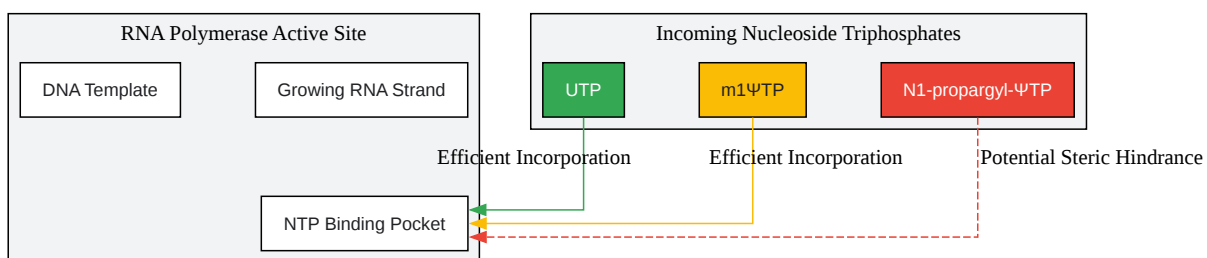 RNA Polymerase Active Site
Incoming Nucleoside Triphosphates
DNA Template
Growing RNA Strand
UTP
m1ΨTP
N1-propargyl-ΨTP
Efficient Incorporation
Efficient Incorporation
Potential Steric Hindrance
NTP Binding Pocket